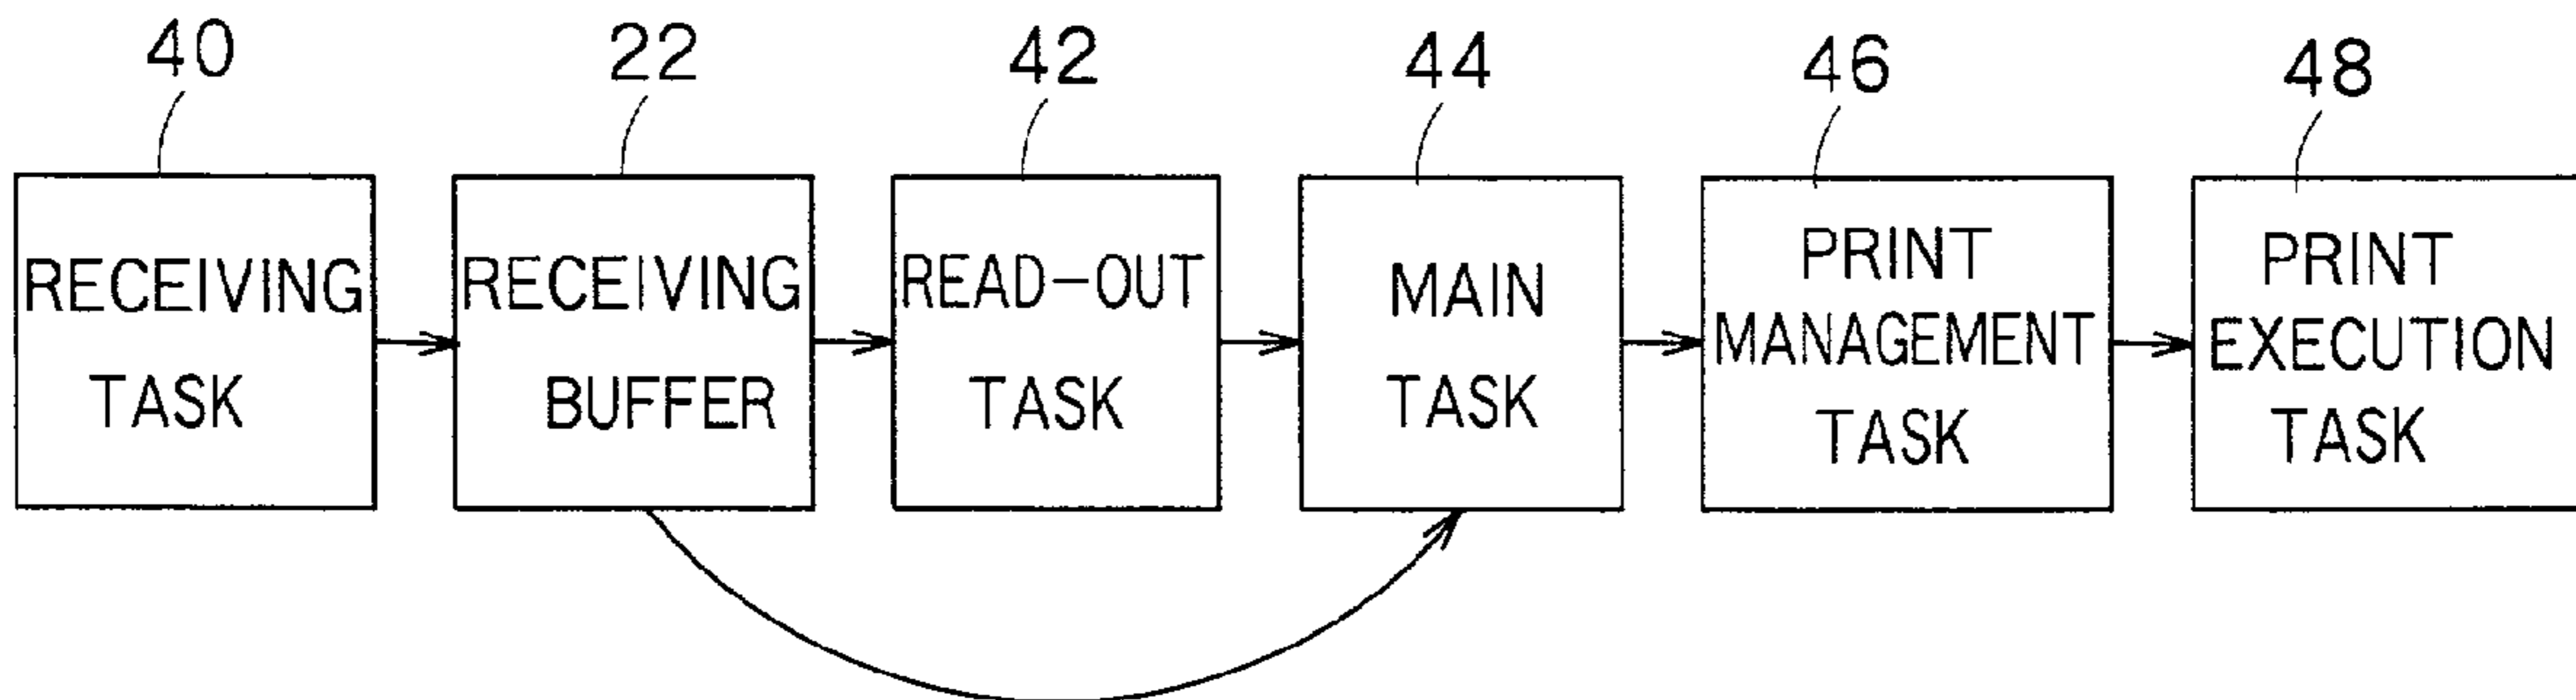 40
22
42
44
46
48
RECEIVING
TASK
RECEIVING
BUFFER
READ-OUT
TASK
MAIN
TASK
PRINT
MANAGEMENT
TASK
PRINT
EXECUTION
TASK